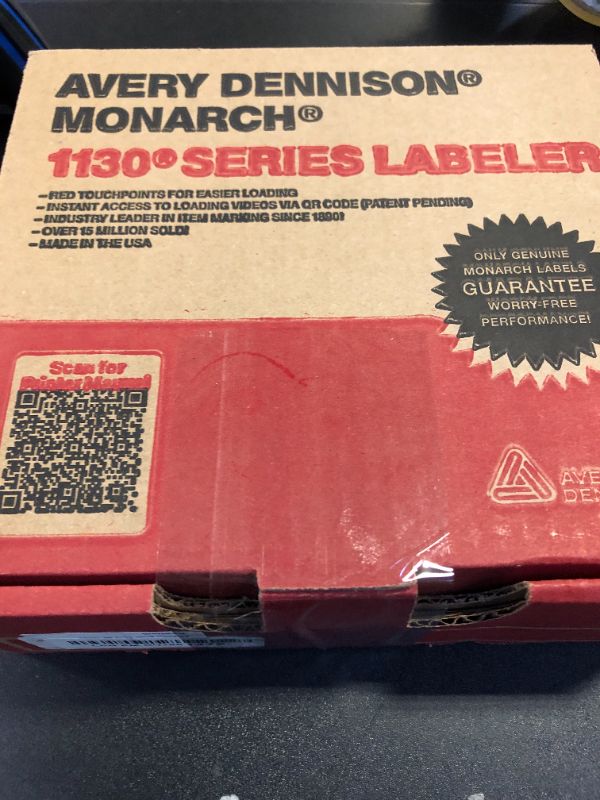 AVERY DENNISON®
MONARCH®
1130® SERIES LABELER
-RED TOUCHPOINTS FOR EASIER LOADING
-INSTANT ACCESS TO LOADING VIDEOS VIA QR CODE (PATENT PENDING)
-INDUSTRY LEADER IN ITEM MARKING SINCE 1890!
-OVER 15 MILLION SOLD!
-MADE IN THE USA
ONLY GENUINE
MONARCH LABELS
GUARANTEE
WORRY-FREE
PERFORMANCE!
Scan for
Printer Manual
AVE
DEN